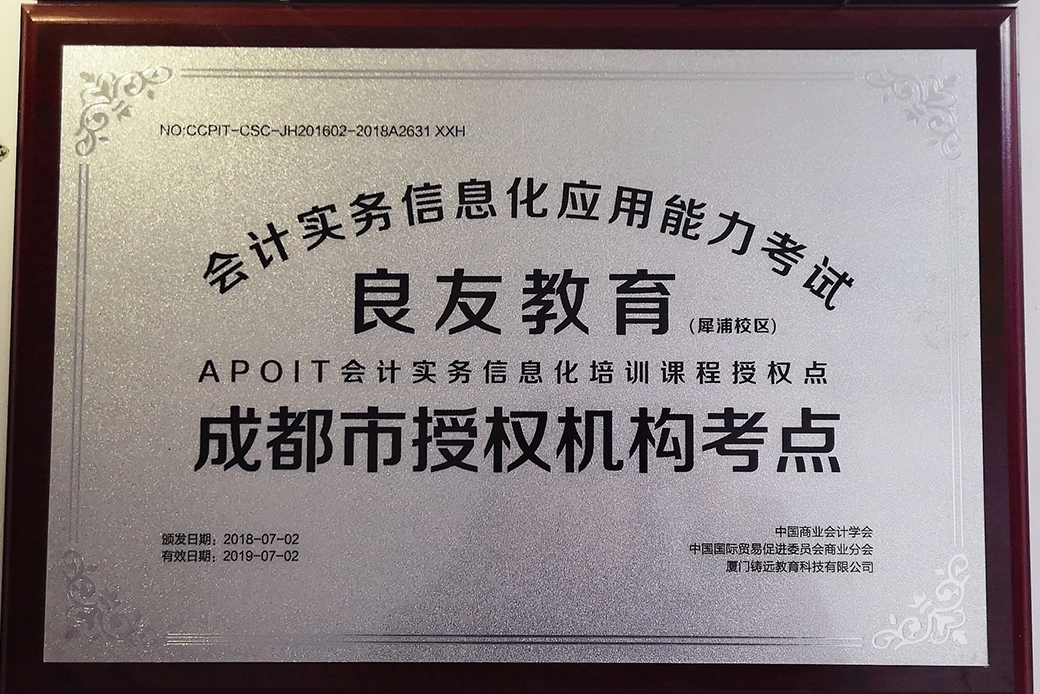 NO:CCPIT-CSC-JH201602-2018A2631 XXH
会计实务信息化应用能力考试
良友教育(犀浦校区)
APOIT会计实务信息化培训课程授权点
成都市授权机构考点
颁发日期：2018-07-02
有效日期：2019-07-02
中国商业会计学会
中国国际贸易促进委员会商业分会
厦门铸远教育科技有限公司